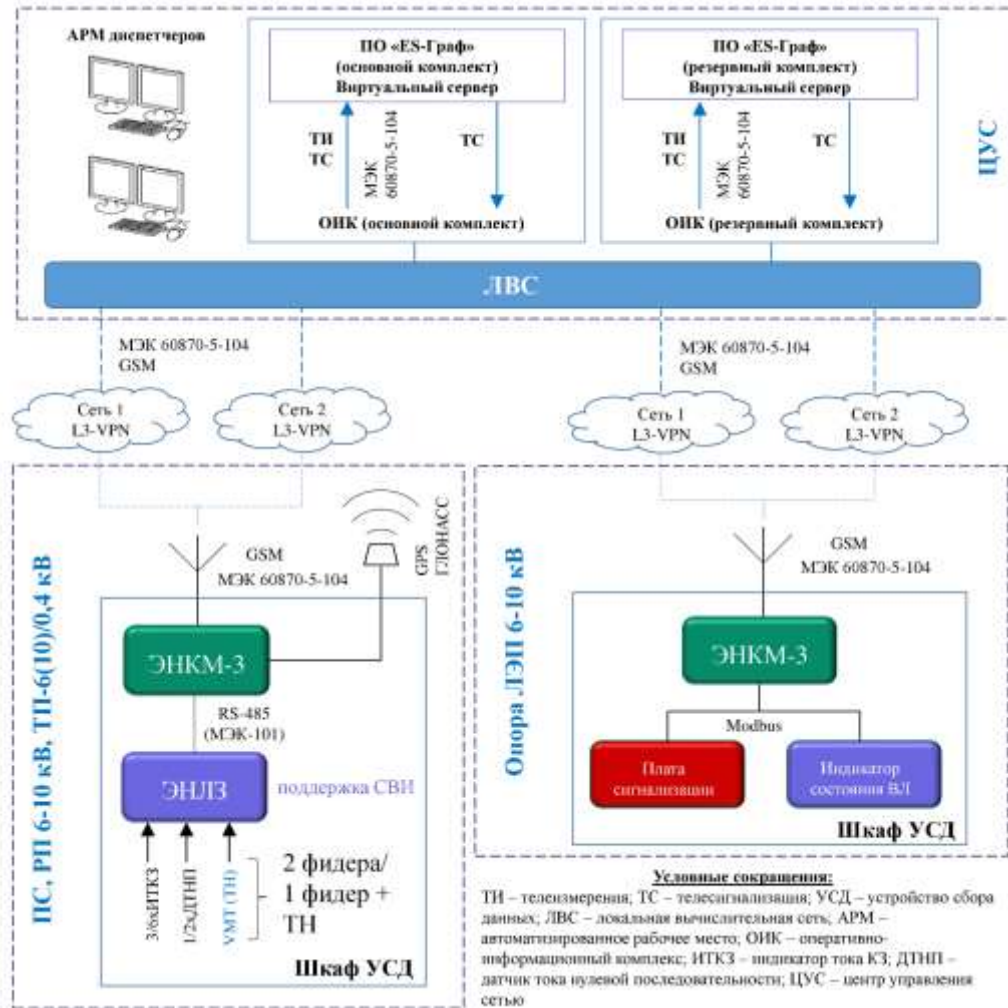 АРМ диспетчеров
ПО «ES-Граф»
(основной комплект)
Виртуальный сервер
ТИ
ТС
МЭК
60870-5-104
ТС
ОИК (основной комплект)
ПО «ES-Граф»
(резервный комплект)
Виртуальный сервер
ТИ
ТС
МЭК
60870-5-104
ТС
ОИК (резервный комплект)
ЦУС
ЛВС
МЭК 60870-5-104
GSM
МЭК 60870-5-104
GSM
Сеть 1
L3-VPN
Сеть 2
L3-VPN
Сеть 1
L3-VPN
Сеть 2
L3-VPN
ПС, РП 6-10 кВ, ТП-6(10)/0,4 кВ
GSM
МЭК 60870-5-104
GPS
ГЛОНАСС
ЭНКМ-3
RS-485
(МЭК-101)
ЭНЛЗ
поддержка СВИ
3/6хИТКЗ
1/2хДТНП
VMT (ТН)
2 фидера/
1 фидер +
ТН
Шкаф УСД
Опора ЛЭП 6-10 кВ
GSM
МЭК 60870-5-104
ЭНКМ-3
Modbus
Плата
сигнализации
Индикатор
состояния ВЛ
Шкаф УСД
Условные сокращения:
ТИ – телеизмерения; ТС – телесигнализация; УСД – устройство сбора
данных; ЛВС – локальная вычислительная сеть; АРМ –
автоматизированное рабочее место; ОИК – оперативно-
информационный комплекс; ИТКЗ – индикатор тока КЗ; ДТНП –
датчик тока нулевой последовательности; ЦУС – центр управления
сетью